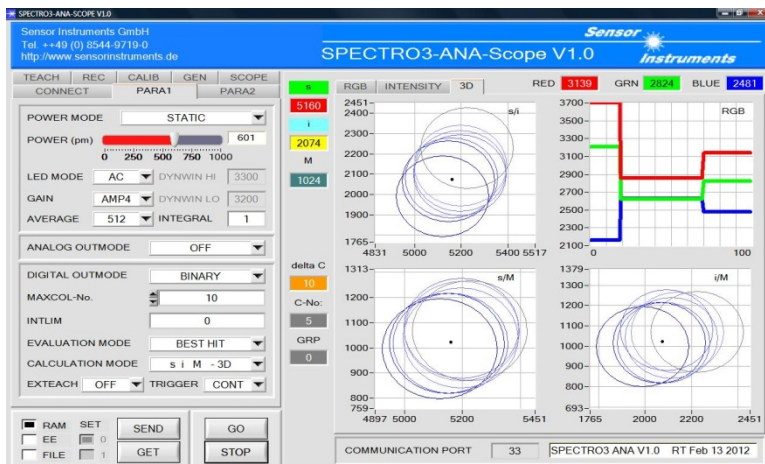 SPECTRO3-ANA-SCOPE V1.0
Sensor Instruments GmbH
Tel. ++49 (0) 8544-9719-0
http://www.sensorinstruments.de
SPECTRO3-ANA-Scope V1.0
Sensor
Instruments
TEACH REC CALIB GEN SCOPE
CONNECT PARA1 PARA2
POWER MODE STATIC
POWER (pm) 601
0 250 500 750 1000
LED MODE AC DYNWIN HI 3300
GAIN AMP4 DYNWIN LO 3200
AVERAGE 512 INTEGRAL 1
ANALOG OUTMODE OFF
DIGITAL OUTMODE BINARY
MAXCOL-No. 10
INTLIM 0
EVALUATION MODE BEST HIT
CALCULATION MODE s i M - 3D
EXTEACH OFF TRIGGER CONT
RAM SET
EE 0
FILE 1
SEND GO
GET STOP
s
5160
i
2074
M
1024
delta C
10
C-No:
5
GRP
0
RGB INTENSITY 3D
RED 3139 GRN 2824 BLUE 2481
s/i
2451
2400
2300
2200
2100
2000
1900
1765
4831 5000 5200 5400 5517
RGB
3700
3500
3300
3100
2900
2700
2500
2300
2100
0 100
s/M
1313
1200
1100
1000
900
800
759
4897 5000 5200 5451
i/M
1379
1300
1200
1100
1000
900
800
693
1765 2000 2200 2451
COMMUNICATION PORT 33 SPECTRO3 ANA V1.0 RT Feb 13 2012